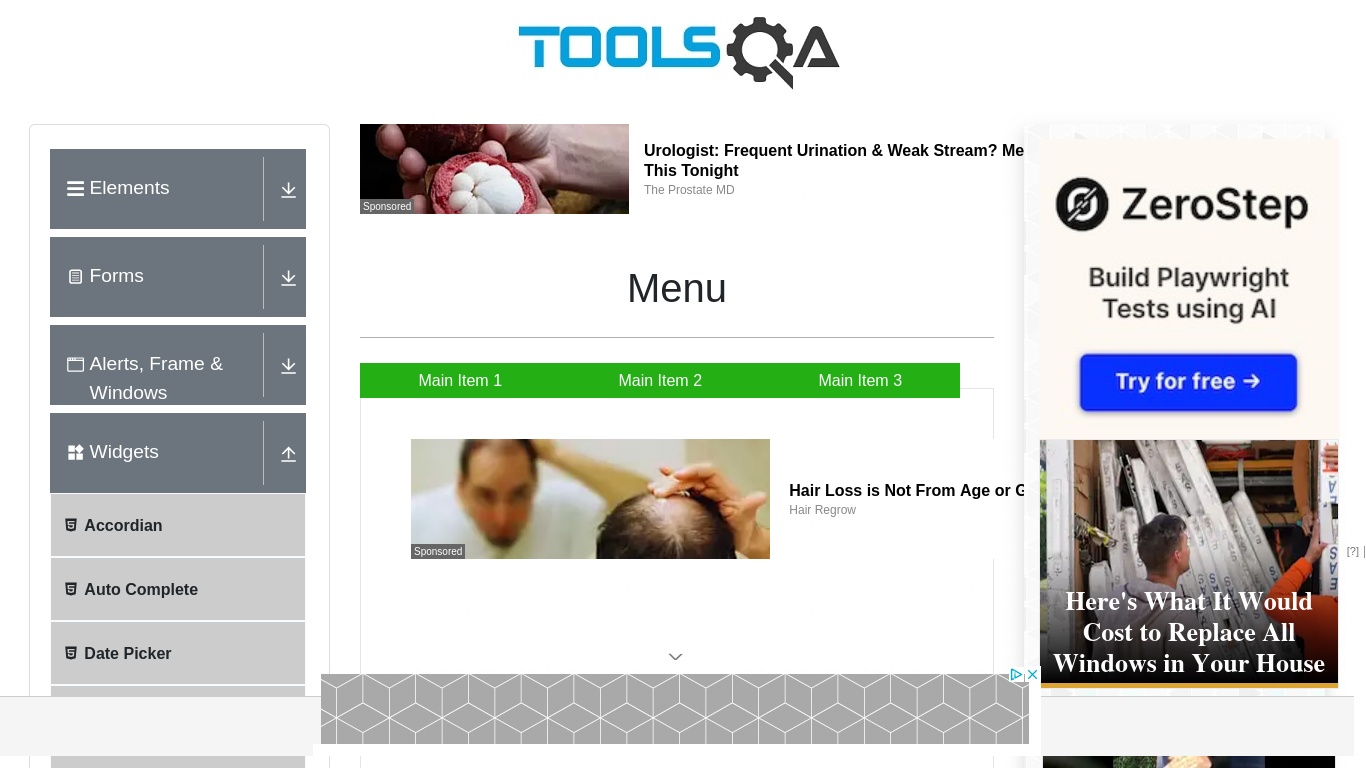 TOOLSQA
Elements
Forms
Alerts, Frame &
Windows
Widgets
Accordian
Auto Complete
Date Picker
Sponsored
Urologist: Frequent Urination & Weak Stream? Me
This Tonight
The Prostate MD
Menu
Main Item 1
Main Item 2
Main Item 3
Sponsored
Hair Loss is Not From Age or G
Hair Regrow
ZeroStep
Build Playwright
Tests using AI
Try for free →
Here's What It Would
Cost to Replace All
Windows in Your House
[?]